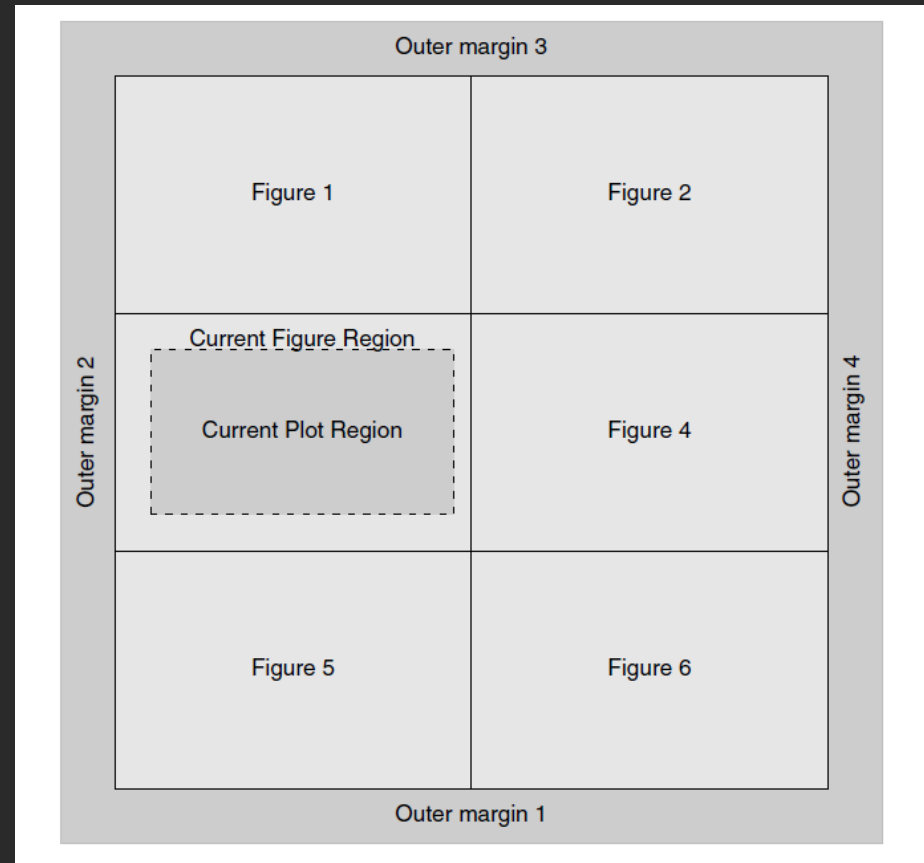 Outer margin 3
Figure 1
Figure 2
Outer margin 2
Current Figure Region
Current Plot Region
Figure 4
Outer margin 4
Figure 5
Figure 6
Outer margin 1